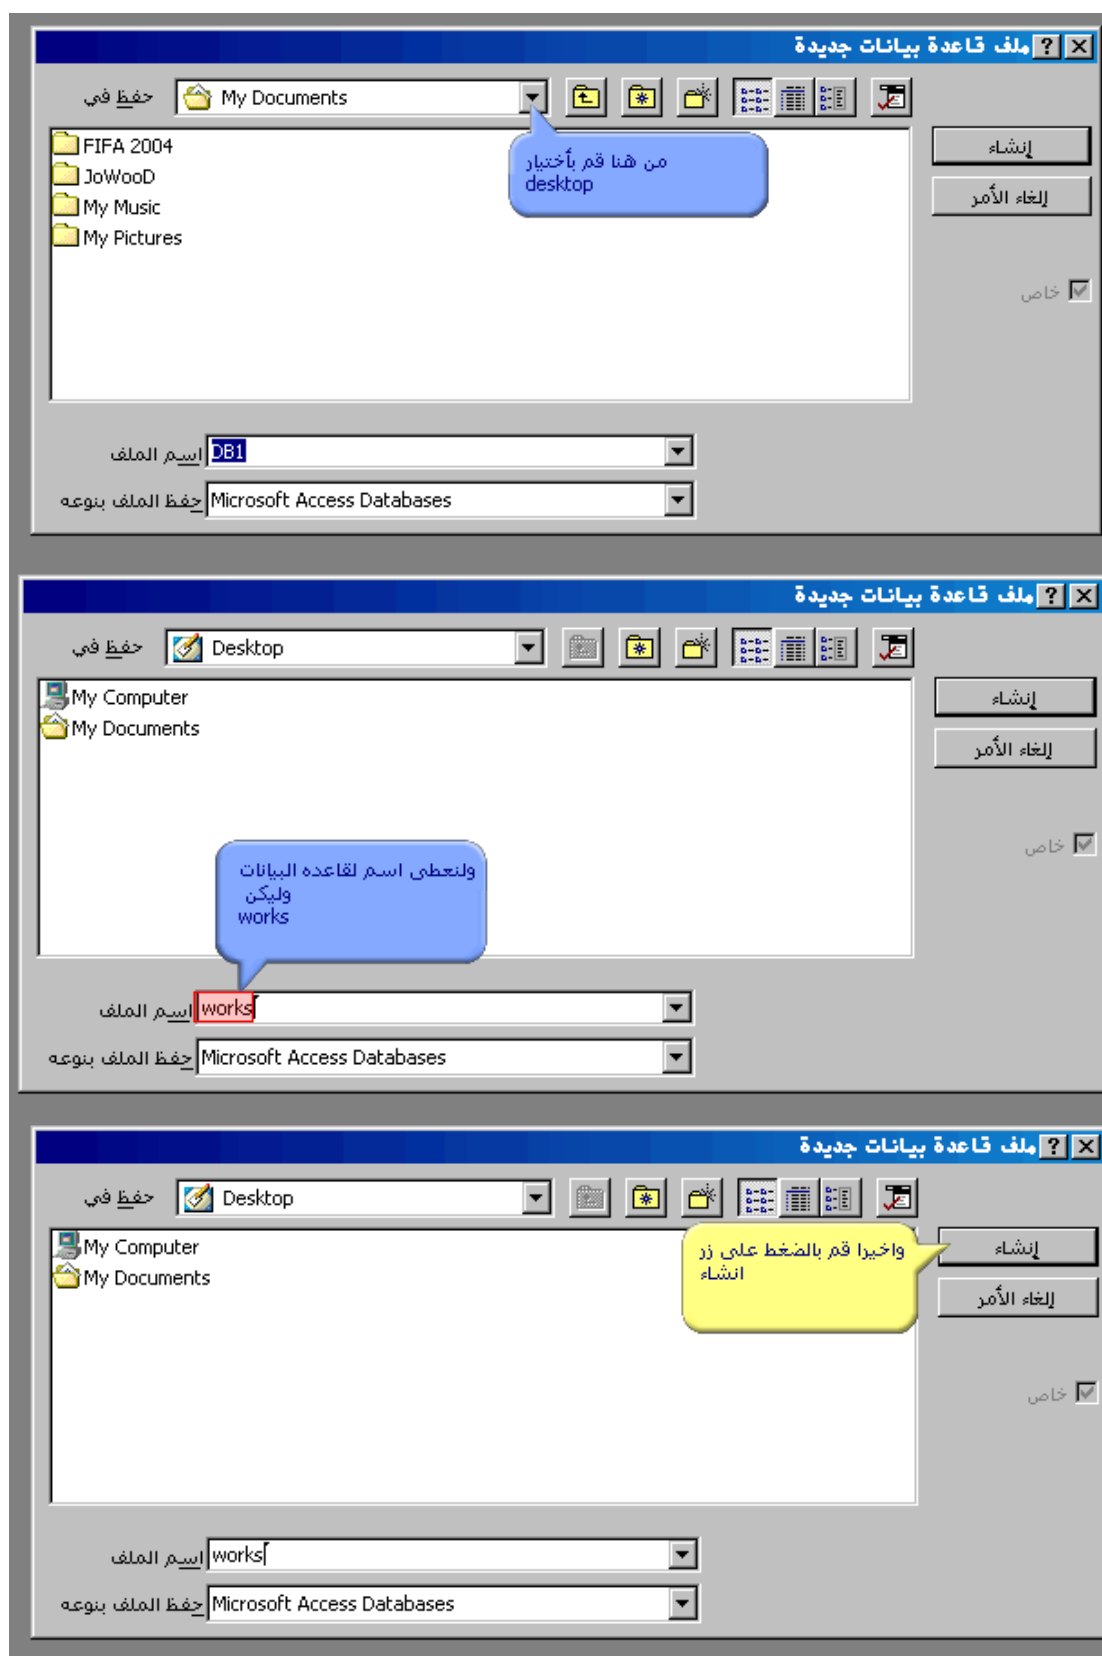 ملف قاعدة بيانات جديدة
حفظ في
My Documents
من هنا قم بأختيار
desktop
FIFA 2004
JoWooD
My Music
My Pictures
إنشاء
إلغاء الأمر
خاص
اسم الملف
DB1
حفظ الملف بنوعه
Microsoft Access Databases
ملف قاعدة بيانات جديدة
حفظ في
Desktop
My Computer
My Documents
إنشاء
إلغاء الأمر
خاص
ولنعطى اسم لقاعده البيانات
وليكن
works
اسم الملف
works
حفظ الملف بنوعه
Microsoft Access Databases
ملف قاعدة بيانات جديدة
حفظ في
Desktop
My Computer
My Documents
واخيرا قم بالضغط على زر
انشاء
إنشاء
إلغاء الأمر
خاص
اسم الملف
works
حفظ الملف بنوعه
Microsoft Access Databases